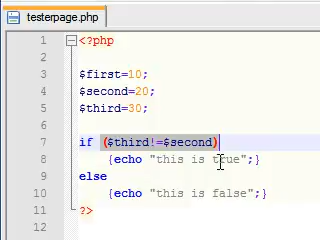 testerpage.php
1 <?php
2
3 $first=10;
4 $second=20;
5 $third=30;
6
7 if ($third!=$second)
8 {echo "this is true";}
9 else
10 {echo "this is false";}
11 ?>
12